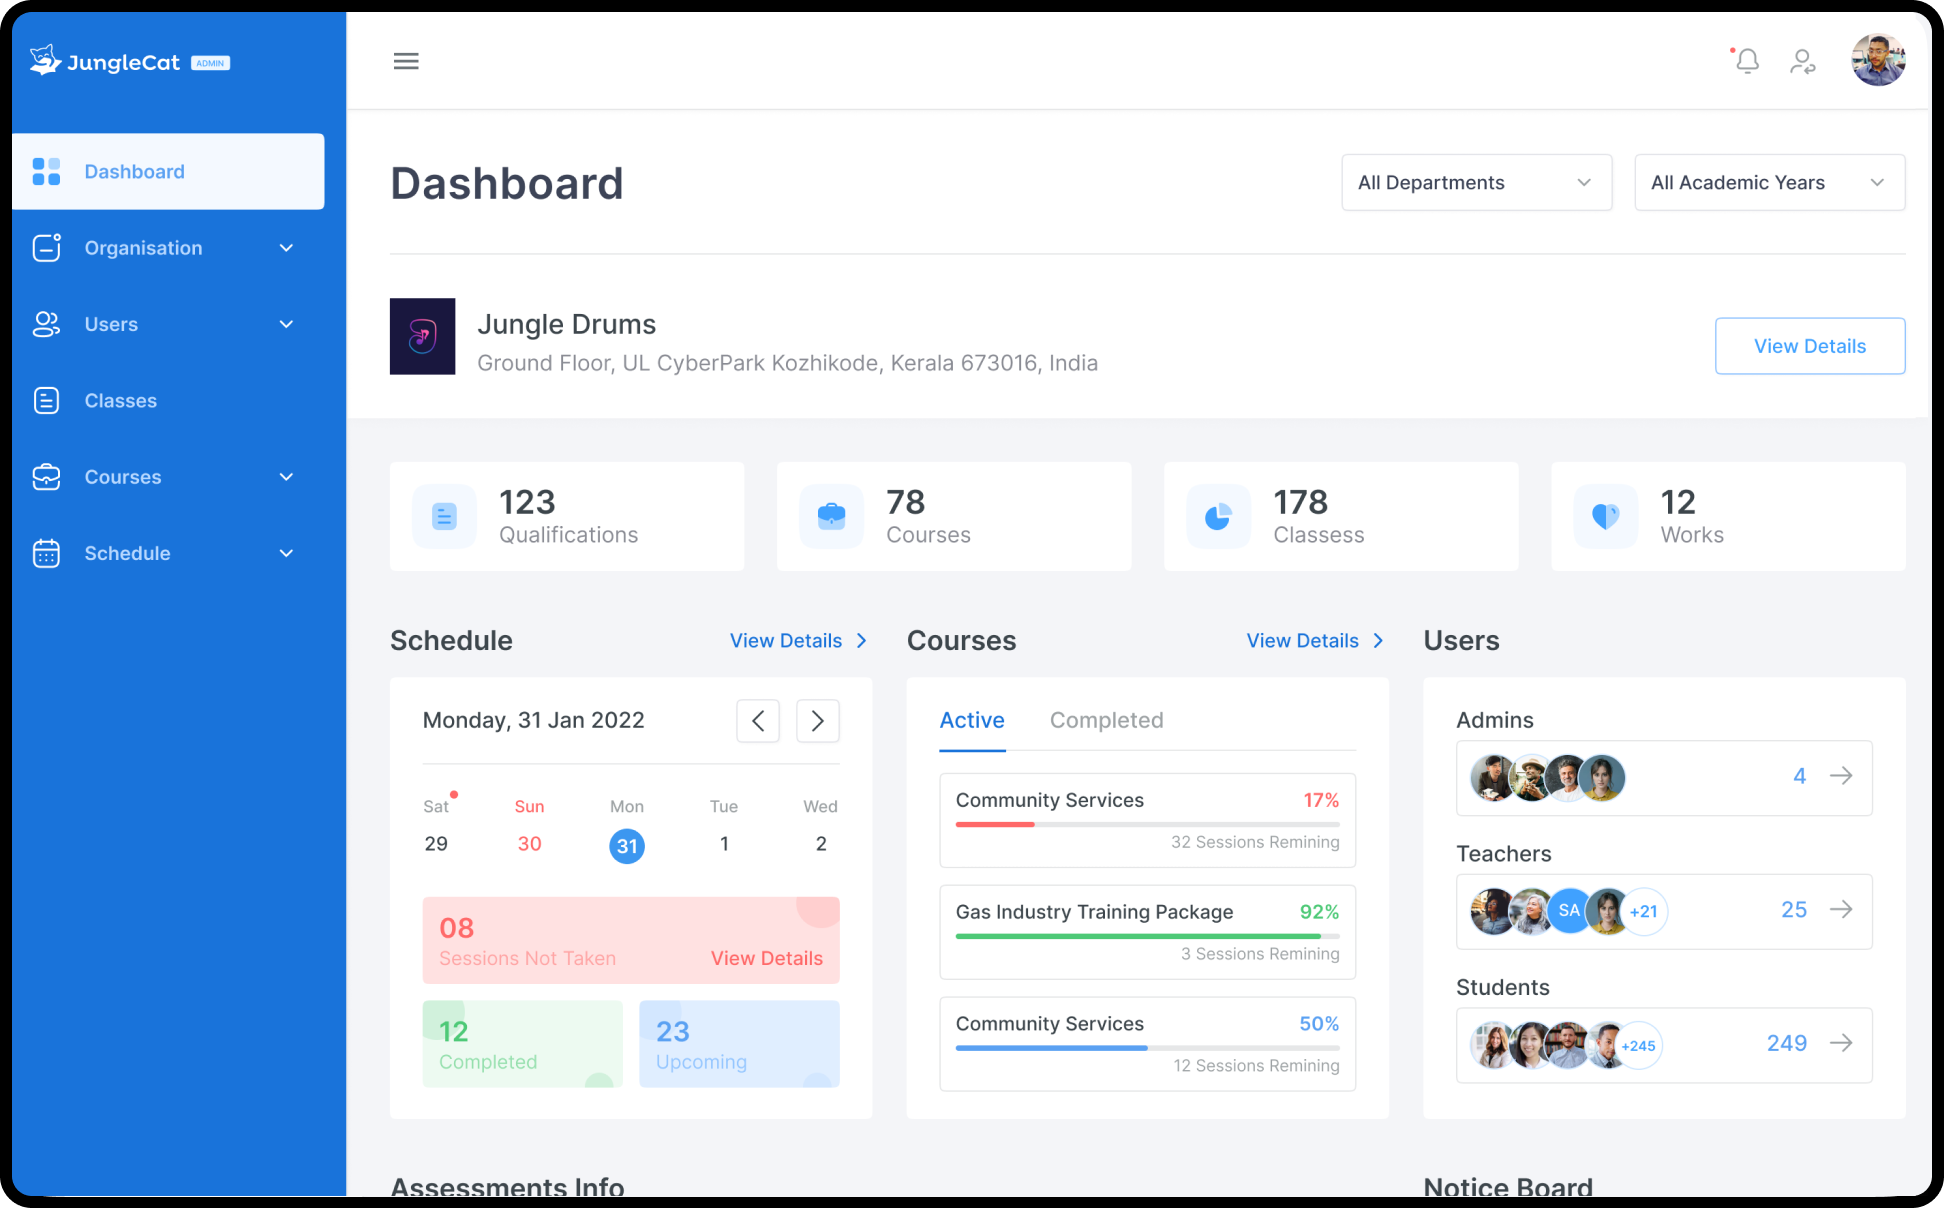 JungleCat ADMIN
Dashboard
Organisation
Users
Classes
Courses
Schedule
Dashboard
All Departments
All Academic Years
Jungle Drums
Ground Floor, UL CyberPark Kozhikode, Kerala 673016, India
View Details
123
Qualifications
78
Courses
178
Classess
12
Works
Schedule
View Details
Monday, 31 Jan 2022
Sat Sun Mon Tue Wed
29 30 31 1 2
08
Sessions Not Taken
View Details
12
Completed
23
Upcoming
Courses
View Details
Active Completed
Community Services 17%
32 Sessions Remining
Gas Industry Training Package 92%
3 Sessions Remining
Community Services 50%
12 Sessions Remining
Users
Admins
4
Teachers
SA +21 25
Students
+245 249
Assessments Info
Notice Board